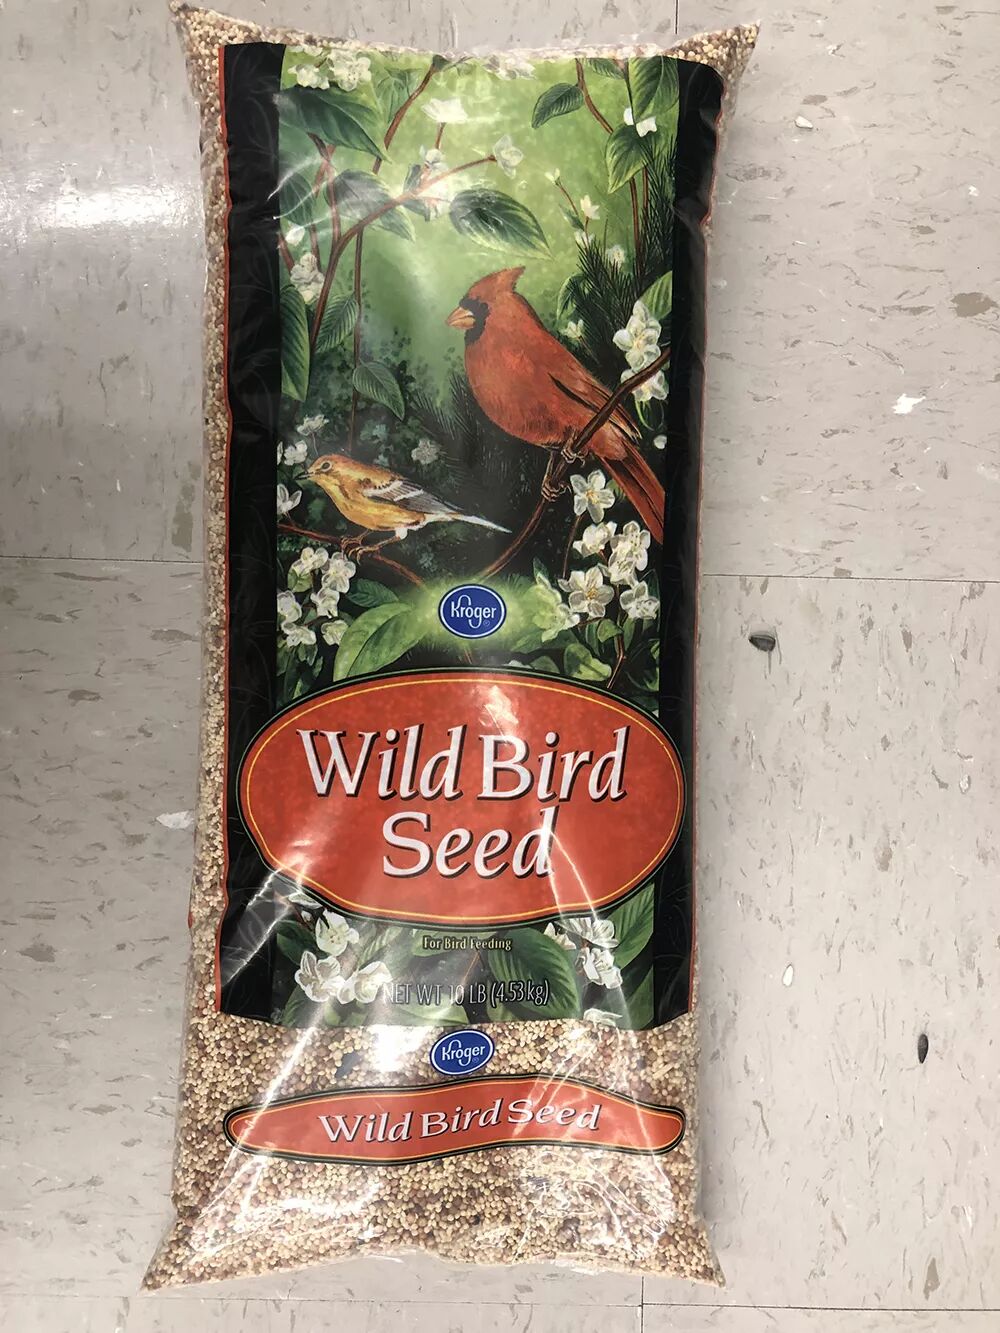 Kroger
Wild Bird
Seed
For Bird Feeding
NET WT 10 LB (4.53 kg)
Kroger
Wild Bird Seed